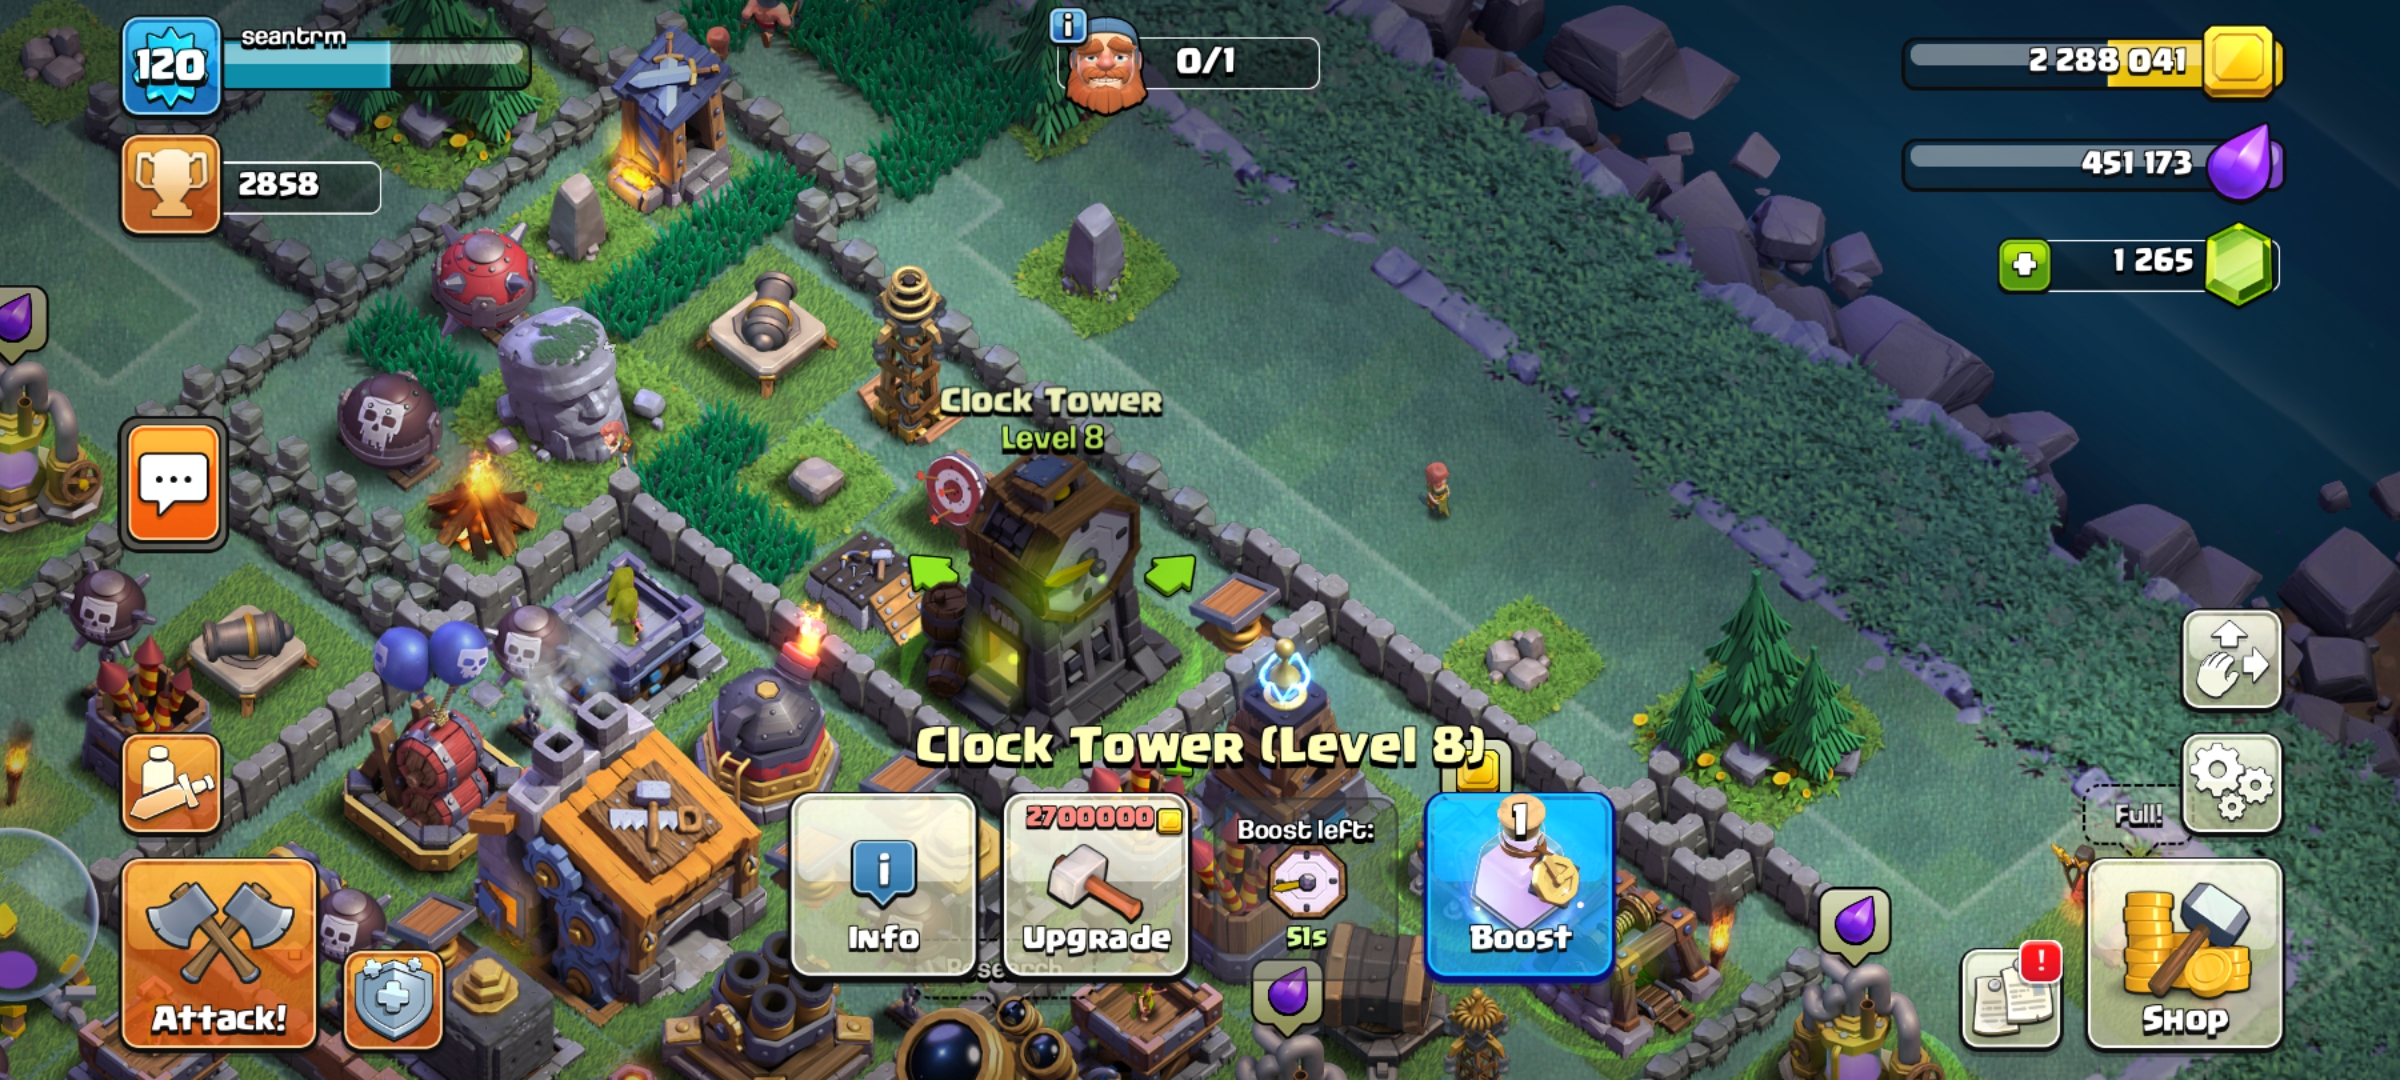 120
seantrm
0/1
2 288 041
2858
451 173
1 265
Clock Tower
Level 8
Clock Tower (Level 8)
2700000
Boost left:
1
Full!
Info
Upgrade
51s
Boost
Research
Attack!
!
Shop